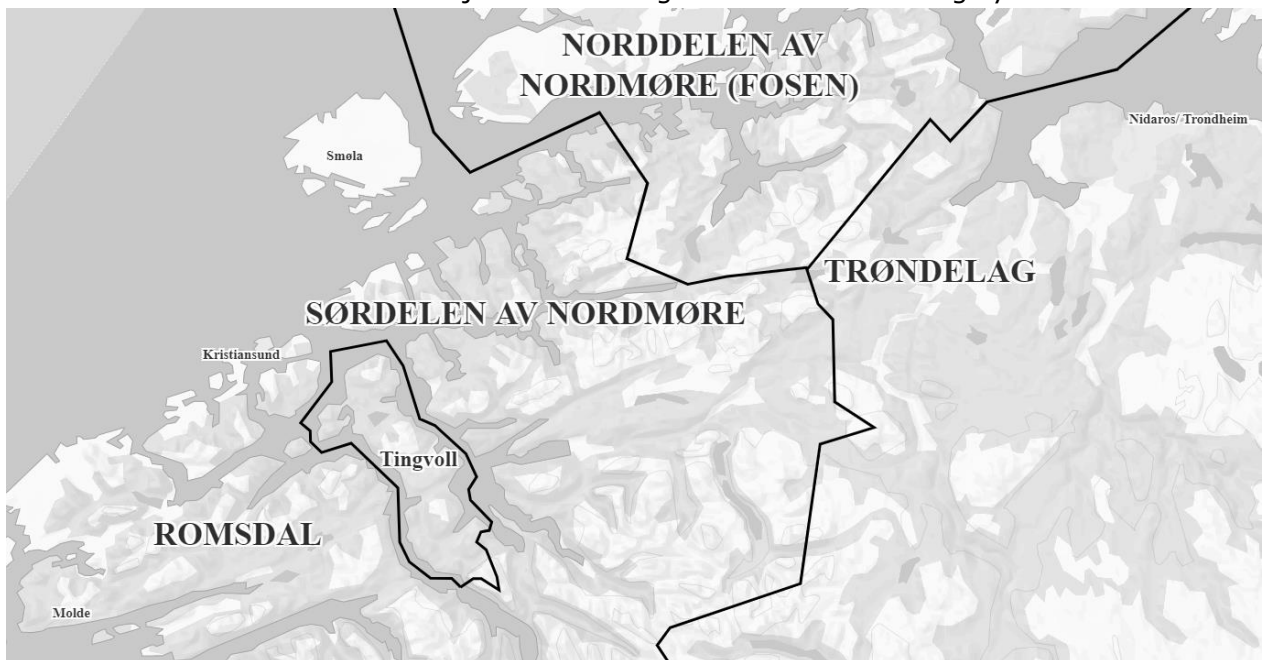 NORDDELEN AV
NORDMØRE (FOSEN)
Nidaros/ Trondheim
Smøla
TRØNDELAG
SØRDELEN AV NORDMØRE
Kristiansund
Tingvoll
ROMSDAL
Molde